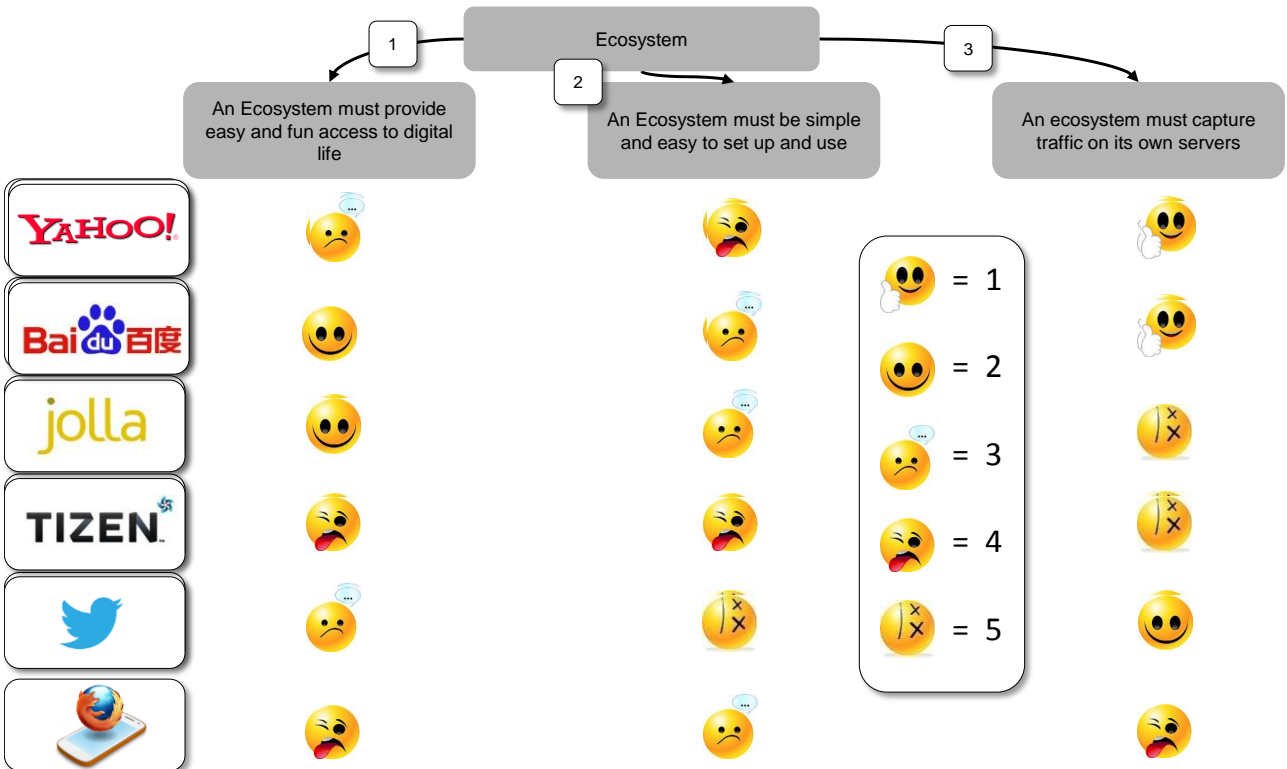 Ecosystem
1
2
3
An Ecosystem must provide
easy and fun access to digital
life
An Ecosystem must be simple
and easy to set up and use
An ecosystem must capture
traffic on its own servers
YAHOO!
Bai du 百度
jolla
TIZEN™
= 1
= 2
= 3
= 4
= 5
...
...
...
...
...
...